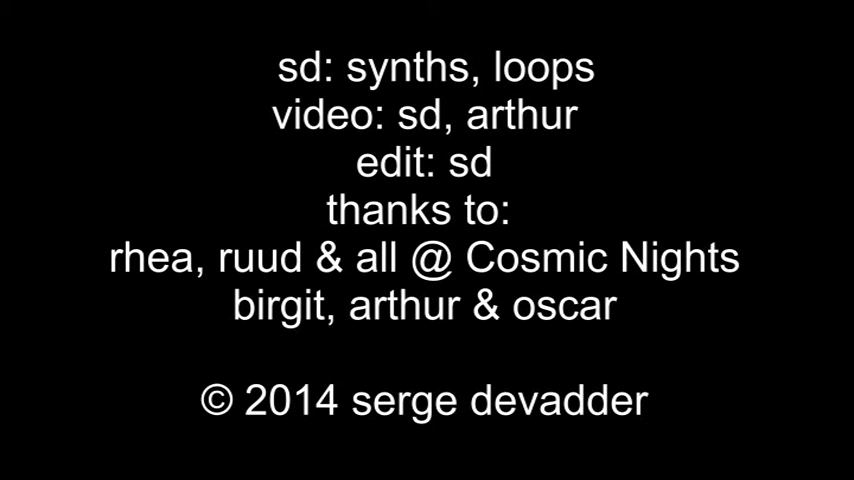 sd: synths, loops
video: sd, arthur
edit: sd
thanks to:
rhea, ruud & all @ Cosmic Nights
birgit, arthur & oscar
© 2014 serge devadder